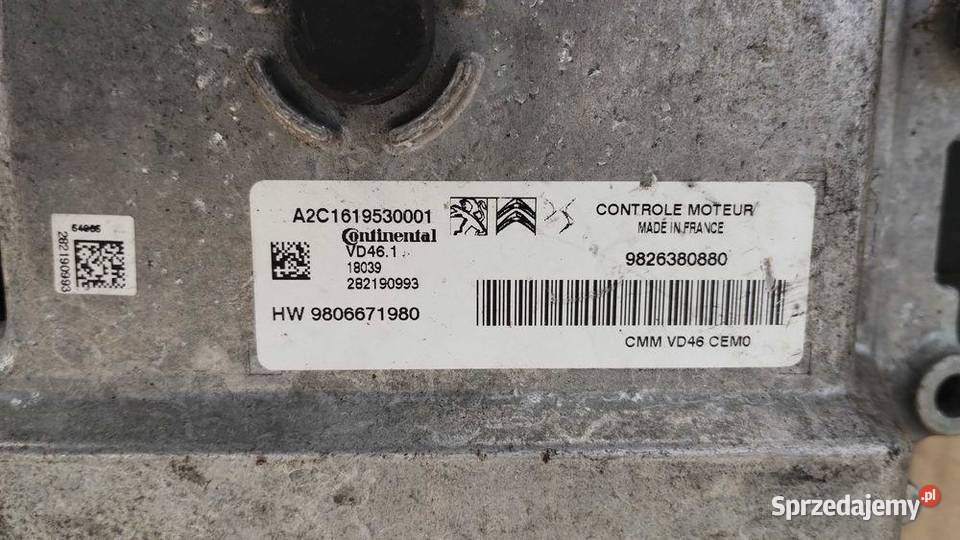 54965
282190993
A2C1619530001
Continental
VD46.1
18039
282190993
HW 9806671980
CONTROLE MOTEUR
MADE IN FRANCE
9826380880
CMM VD46 CEM0
Sprzedajemy.pl